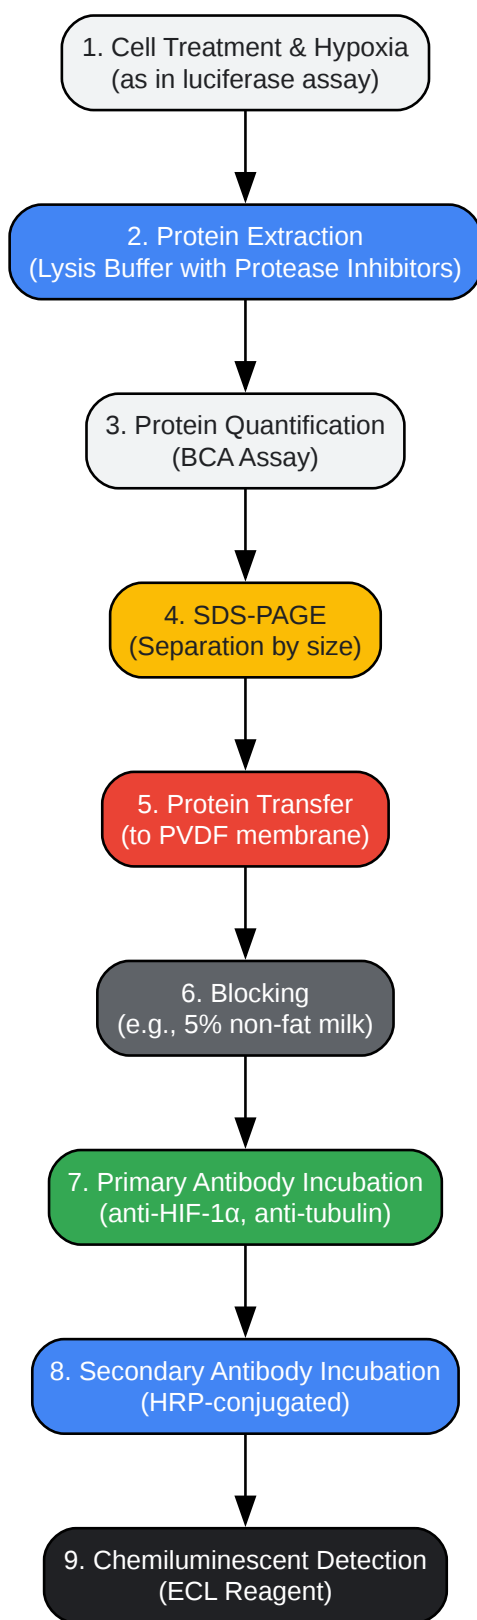 1. Cell Treatment & Hypoxia
(as in luciferase assay)
2. Protein Extraction
(Lysis Buffer with Protease Inhibitors)
3. Protein Quantification
(BCA Assay)
4. SDS-PAGE
(Separation by size)
5. Protein Transfer
(to PVDF membrane)
6. Blocking
(e.g., 5% non-fat milk)
7. Primary Antibody Incubation
(anti-HIF-1α, anti-tubulin)
8. Secondary Antibody Incubation
(HRP-conjugated)
9. Chemiluminescent Detection
(ECL Reagent)